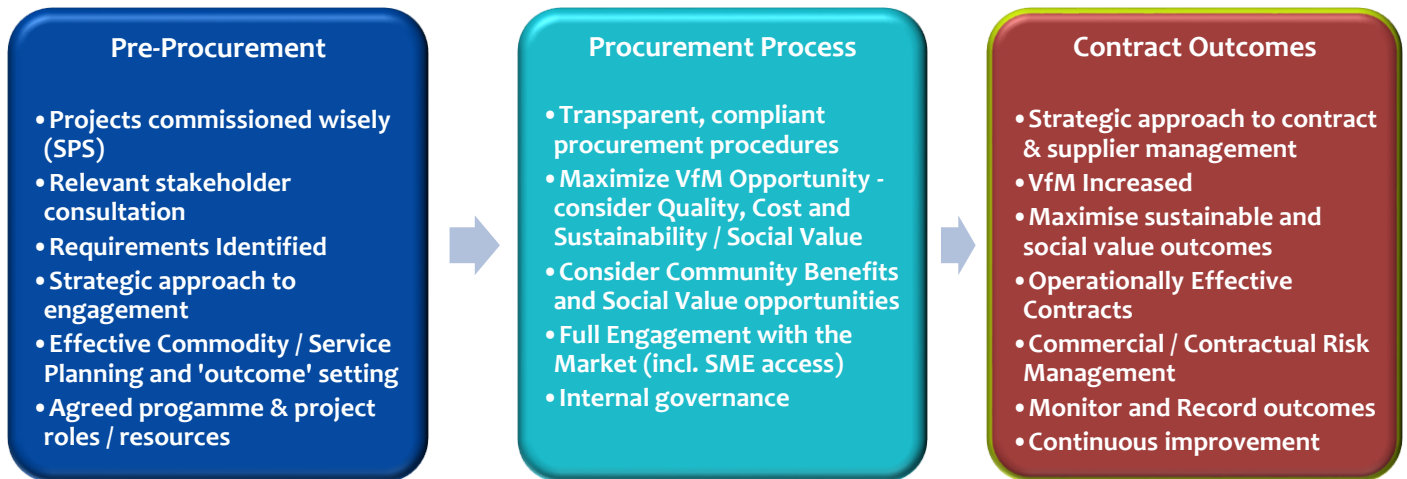 Pre-Procurement
•Projects commissioned wisely
(SPS)
•Relevant stakeholder
consultation
•Requirements Identified
•Strategic approach to
engagement
•Effective Commodity / Service
Planning and 'outcome' setting
•Agreed progamme & project
roles / resources
Procurement Process
•Transparent, compliant
procurement procedures
•Maximize VfM Opportunity -
consider Quality, Cost and
Sustainability / Social Value
•Consider Community Benefits
and Social Value opportunities
•Full Engagement with the
Market (incl. SME access)
•Internal governance
Contract Outcomes
•Strategic approach to contract
& supplier management
•VfM Increased
•Maximise sustainable and
social value outcomes
•Operationally Effective
Contracts
•Commercial / Contractual Risk
Management
•Monitor and Record outcomes
•Continuous improvement